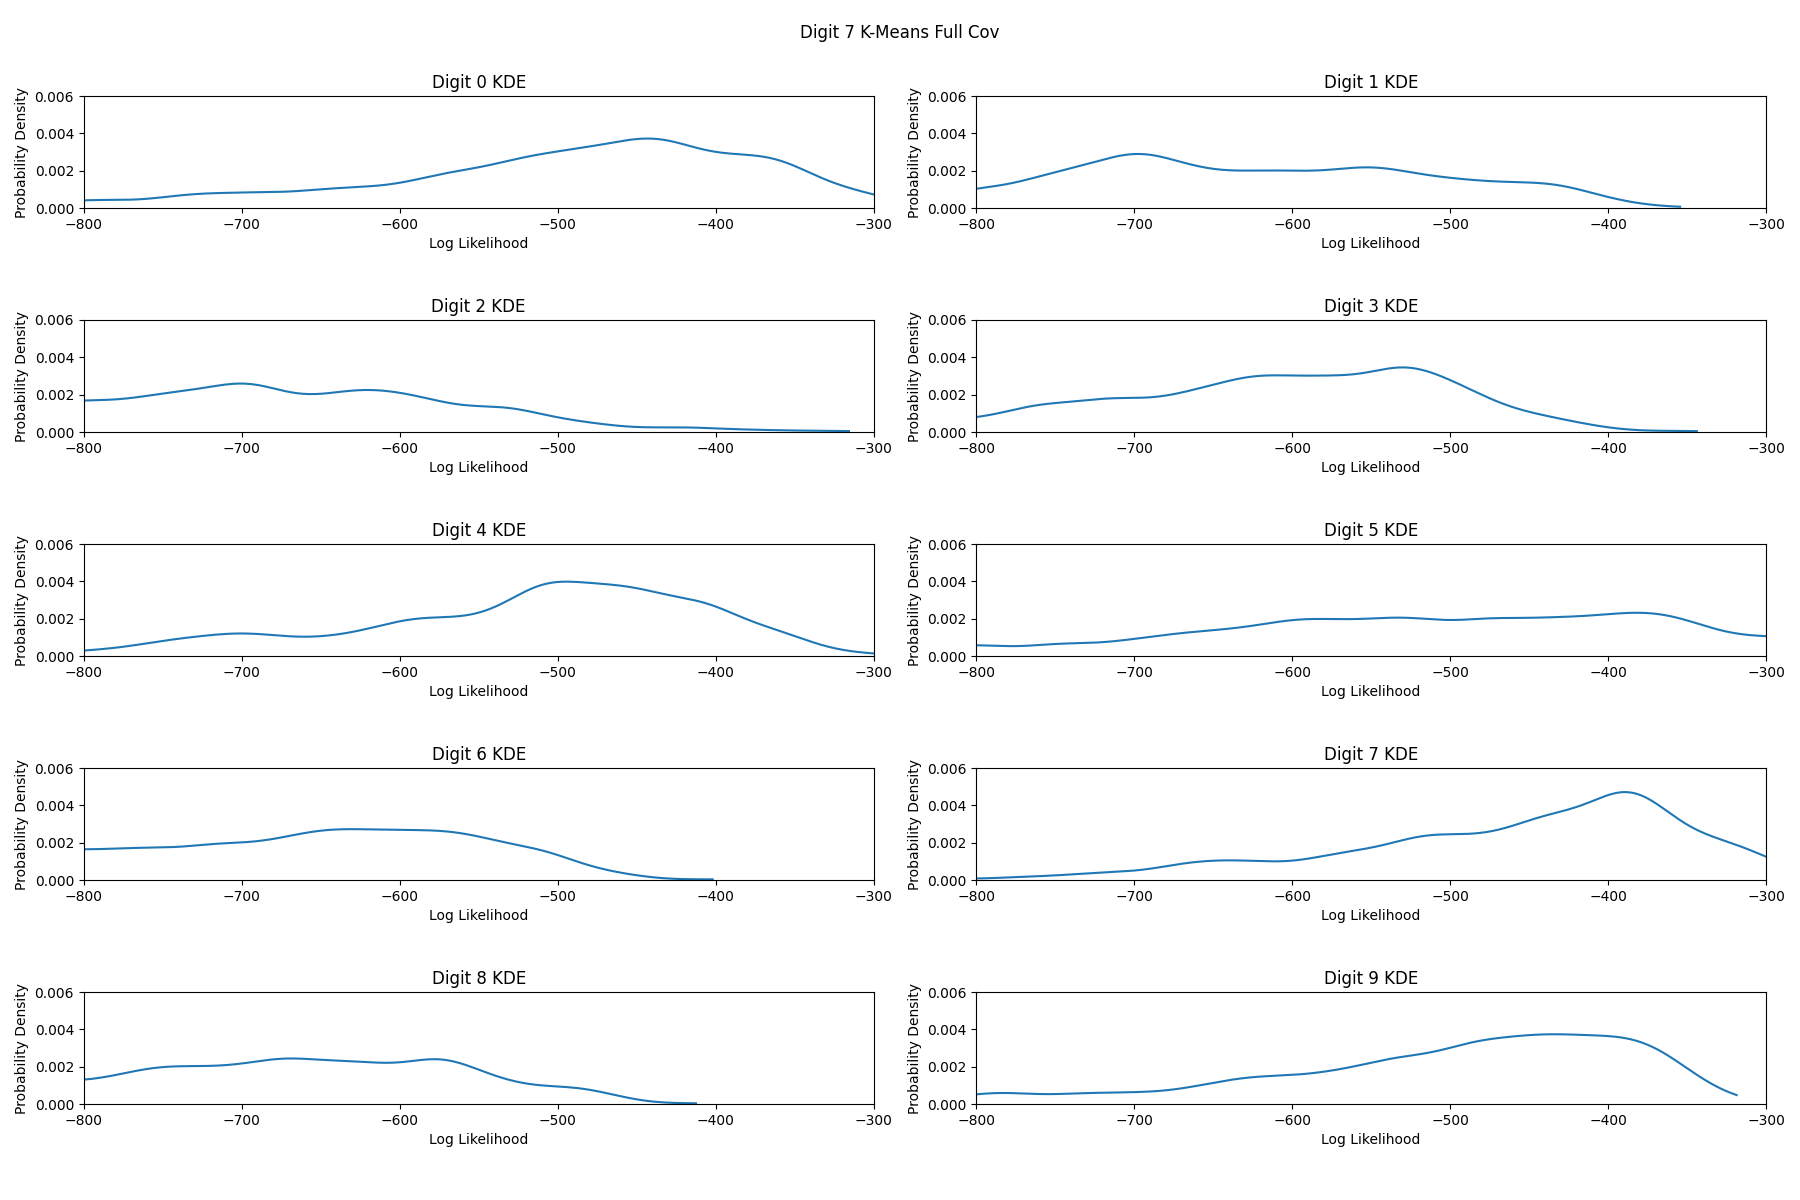 Digit 7 K-Means Full Cov
Digit 0 KDE
Probability Density
0.006
0.004
0.002
0.000
−800 −700 −600 −500 −400 −300
Log Likelihood
Digit 1 KDE
Probability Density
0.006
0.004
0.002
0.000
−800 −700 −600 −500 −400 −300
Log Likelihood
Digit 2 KDE
Probability Density
0.006
0.004
0.002
0.000
−800 −700 −600 −500 −400 −300
Log Likelihood
Digit 3 KDE
Probability Density
0.006
0.004
0.002
0.000
−800 −700 −600 −500 −400 −300
Log Likelihood
Digit 4 KDE
Probability Density
0.006
0.004
0.002
0.000
−800 −700 −600 −500 −400 −300
Log Likelihood
Digit 5 KDE
Probability Density
0.006
0.004
0.002
0.000
−800 −700 −600 −500 −400 −300
Log Likelihood
Digit 6 KDE
Probability Density
0.006
0.004
0.002
0.000
−800 −700 −600 −500 −400 −300
Log Likelihood
Digit 7 KDE
Probability Density
0.006
0.004
0.002
0.000
−800 −700 −600 −500 −400 −300
Log Likelihood
Digit 8 KDE
Probability Density
0.006
0.004
0.002
0.000
−800 −700 −600 −500 −400 −300
Log Likelihood
Digit 9 KDE
Probability Density
0.006
0.004
0.002
0.000
−800 −700 −600 −500 −400 −300
Log Likelihood